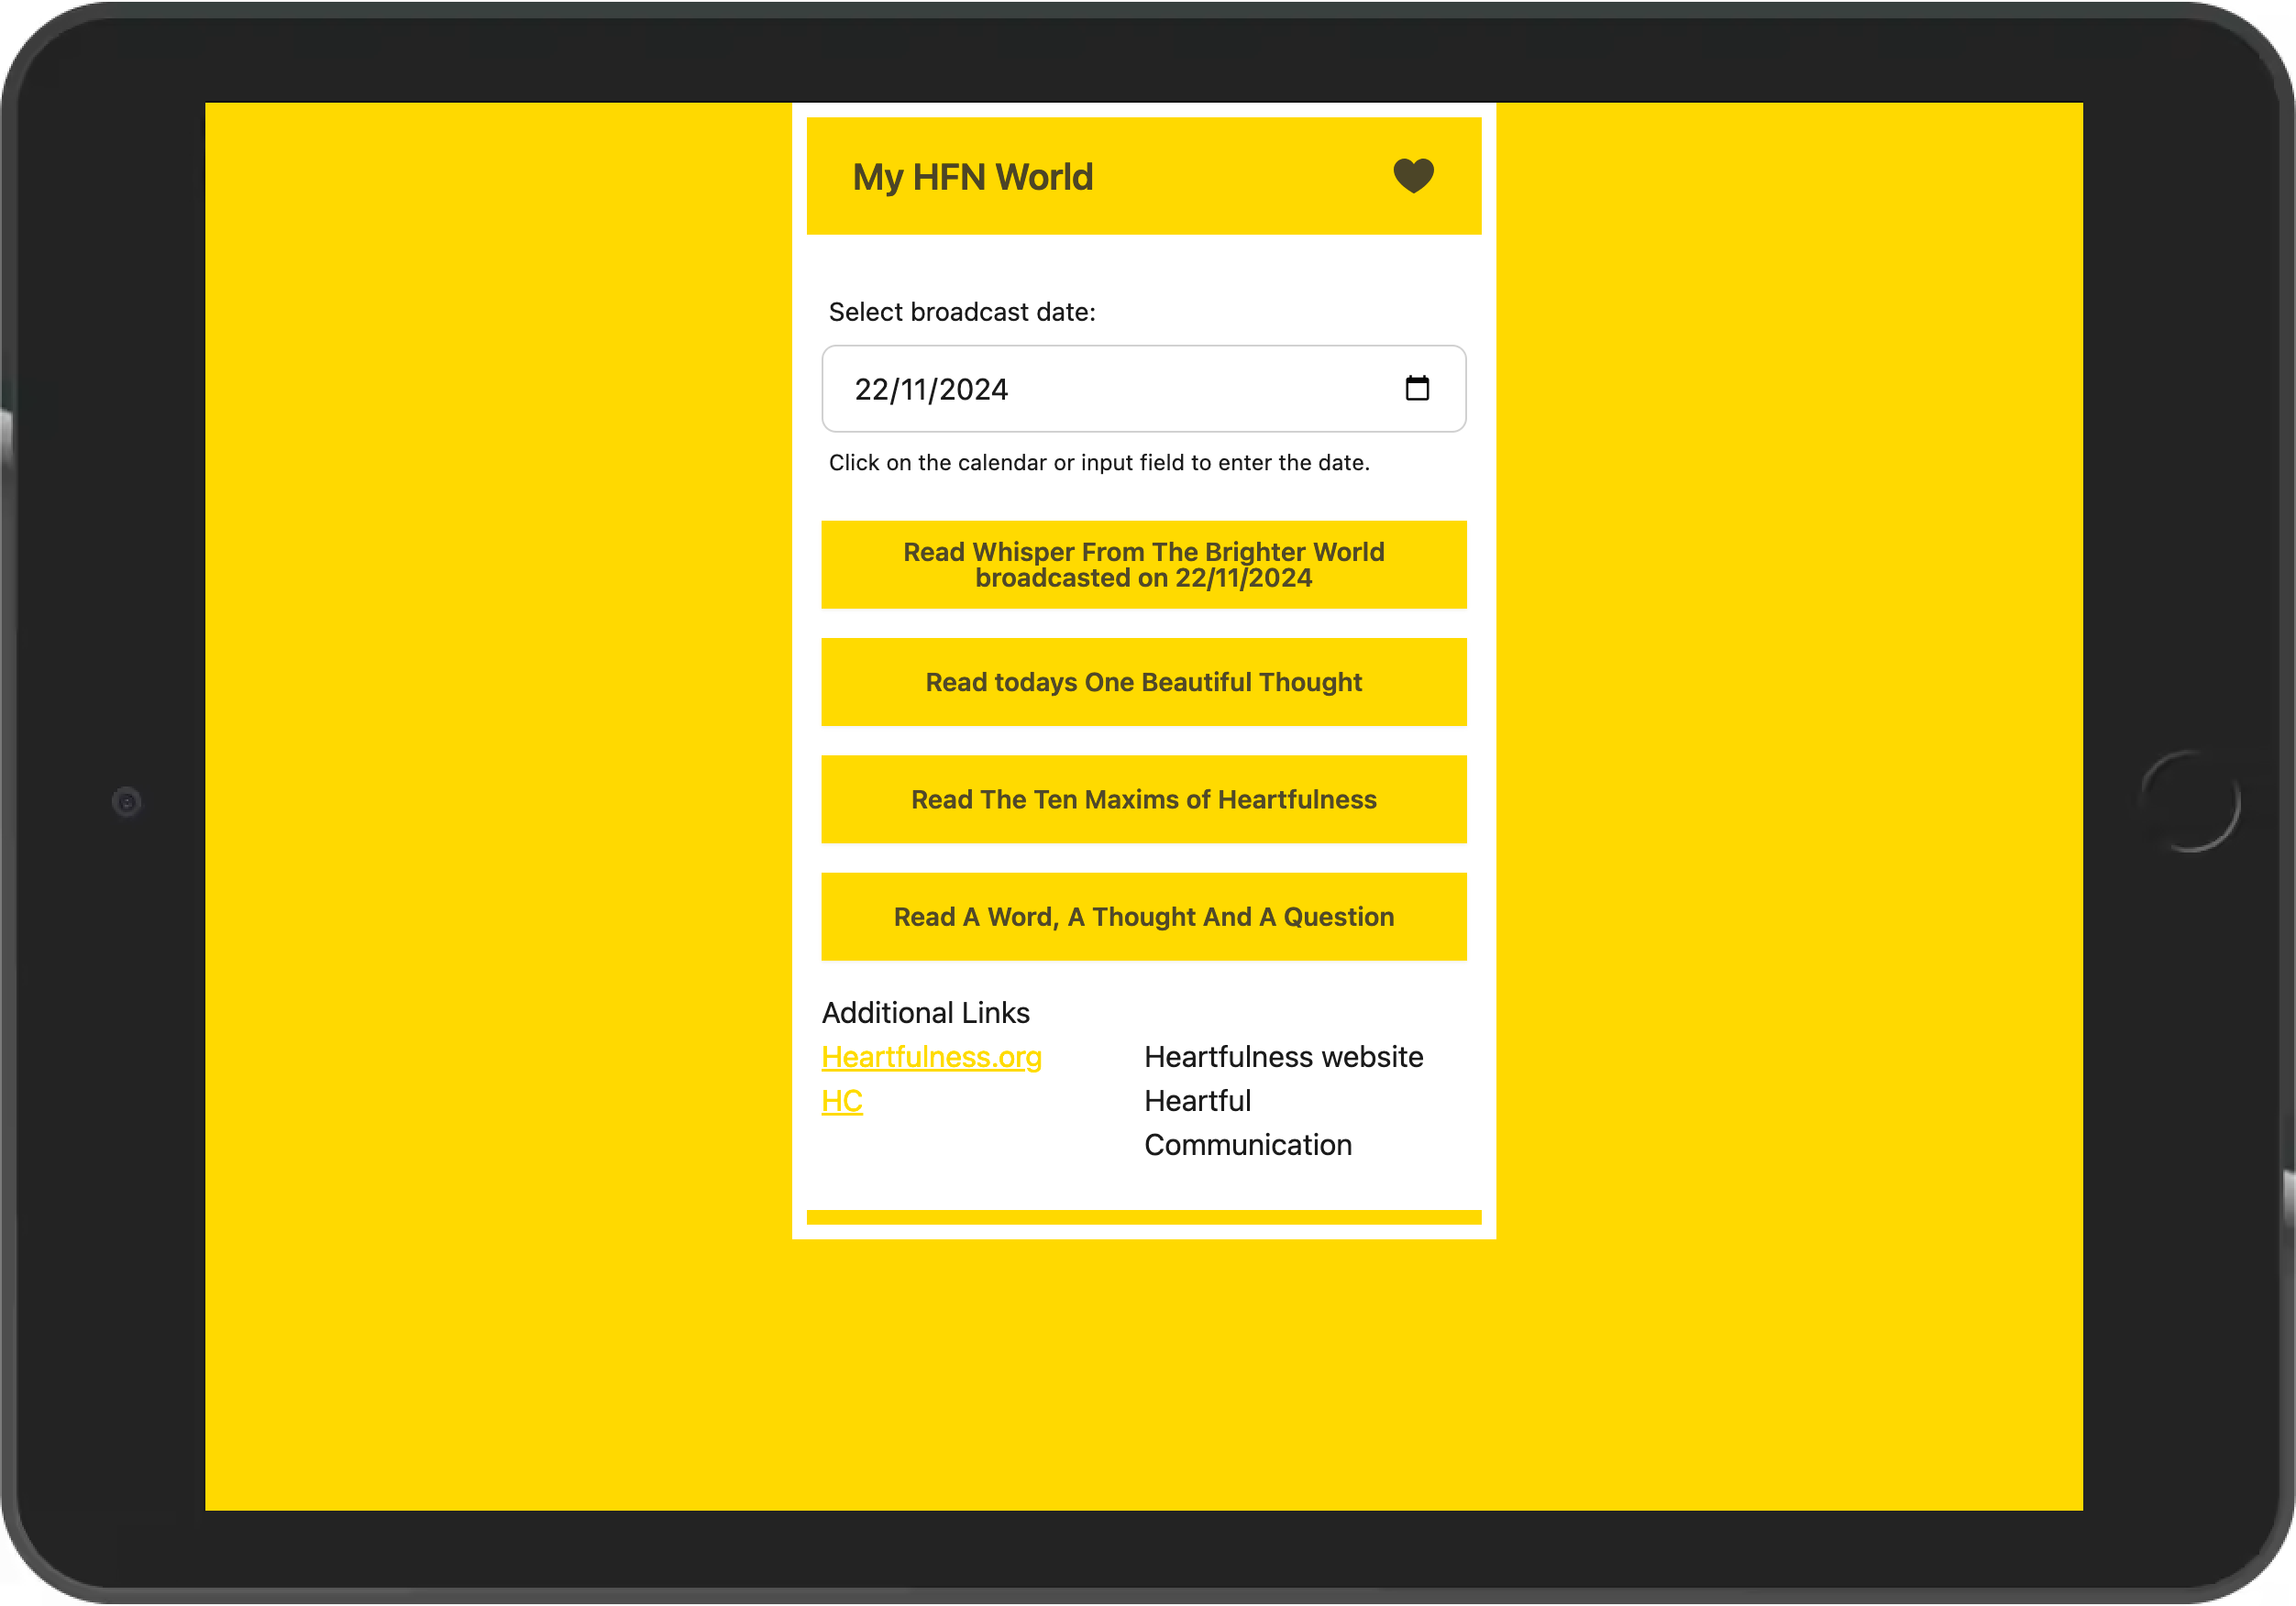 My HFN World
Select broadcast date:
22/11/2024
Click on the calendar or input field to enter the date.
Read Whisper From The Brighter World
broadcasted on 22/11/2024
Read todays One Beautiful Thought
Read The Ten Maxims of Heartfulness
Read A Word, A Thought And A Question
Additional Links
Heartfulness.org Heartfulness website
HC Heartful
Communication